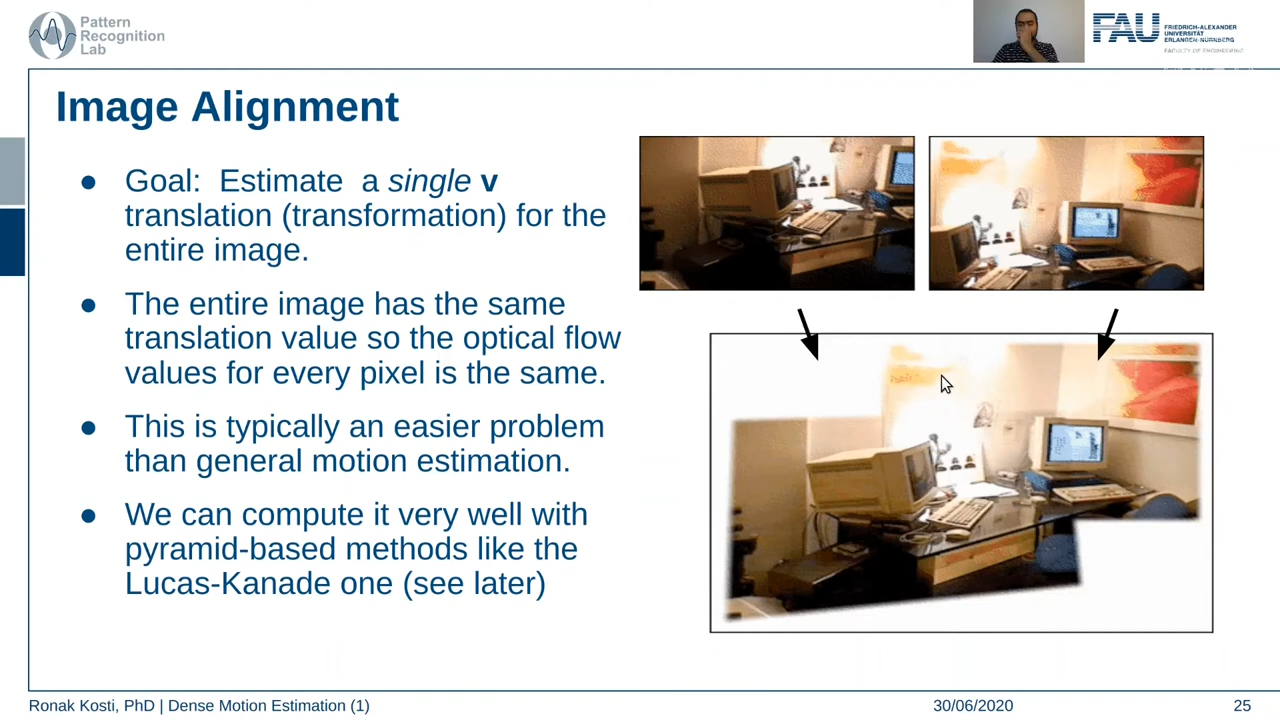 Pattern
Recognition
Lab
FAU
FRIEDRICH-ALEXANDER
UNIVERSITÄT
ERLANGEN-NÜRNBERG
FACULTY OF ENGINEERING
Image Alignment
● Goal: Estimate a single v
translation (transformation) for the
entire image.
● The entire image has the same
translation value so the optical flow
values for every pixel is the same.
● This is typically an easier problem
than general motion estimation.
● We can compute it very well with
pyramid-based methods like the
Lucas-Kanade one (see later)
Ronak Kosti, PhD | Dense Motion Estimation (1)
30/06/2020
25